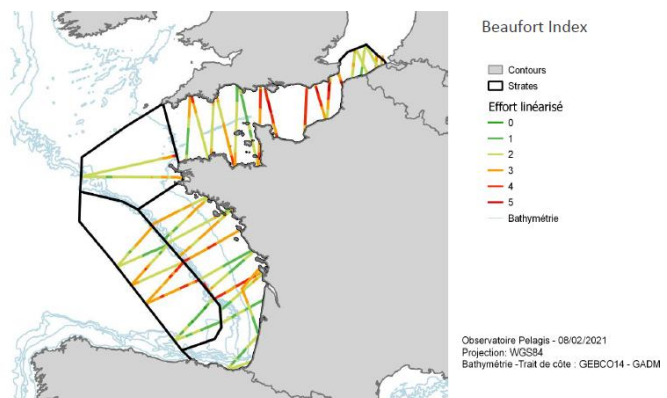 Beaufort Index
Contours
Strates
Effort linéarisé
0
1
2
3
4
5
Bathymétrie
Observatoire Pelagis - 08/02/2021
Projection: WGS84
Bathymétrie -Trait de côte : GEBCO14 - GADM